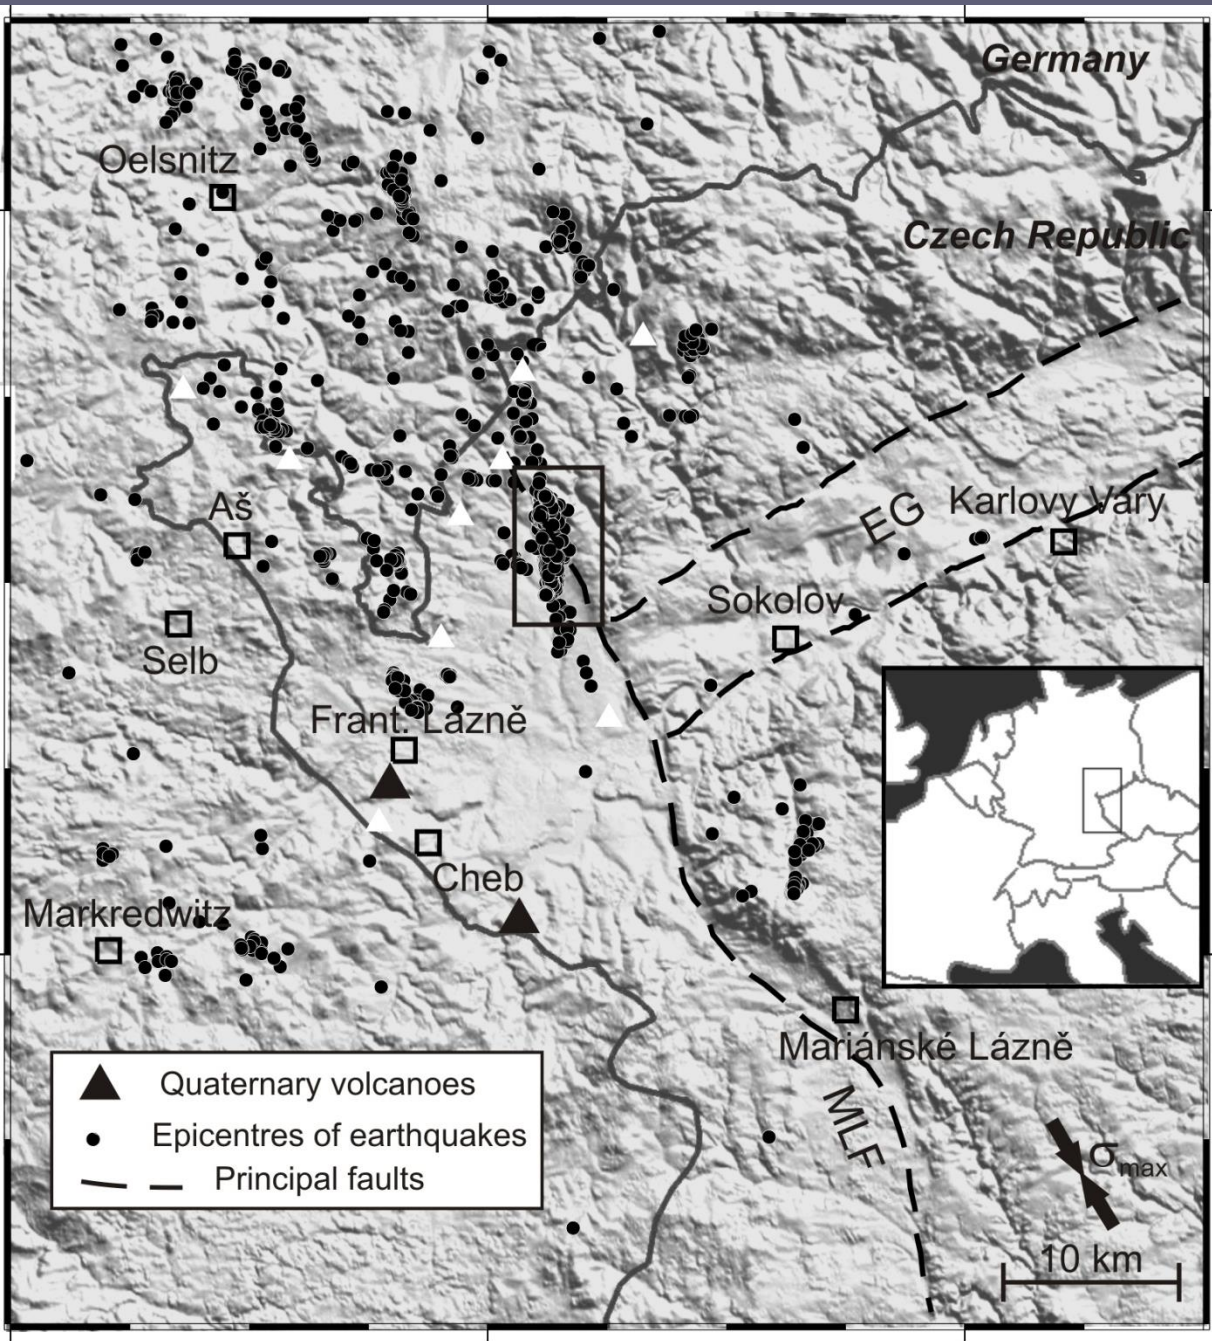 Germany
Oelsnitz
Czech Republic
Karlovy Vary
Aš
EG
Sokolov
Selb
Frant. Lázně
Cheb
Markredwitz
Mariánské Lázně
MLF
Quaternary volcanoes
Epicentres of earthquakes
Principal faults
σmax
10 km